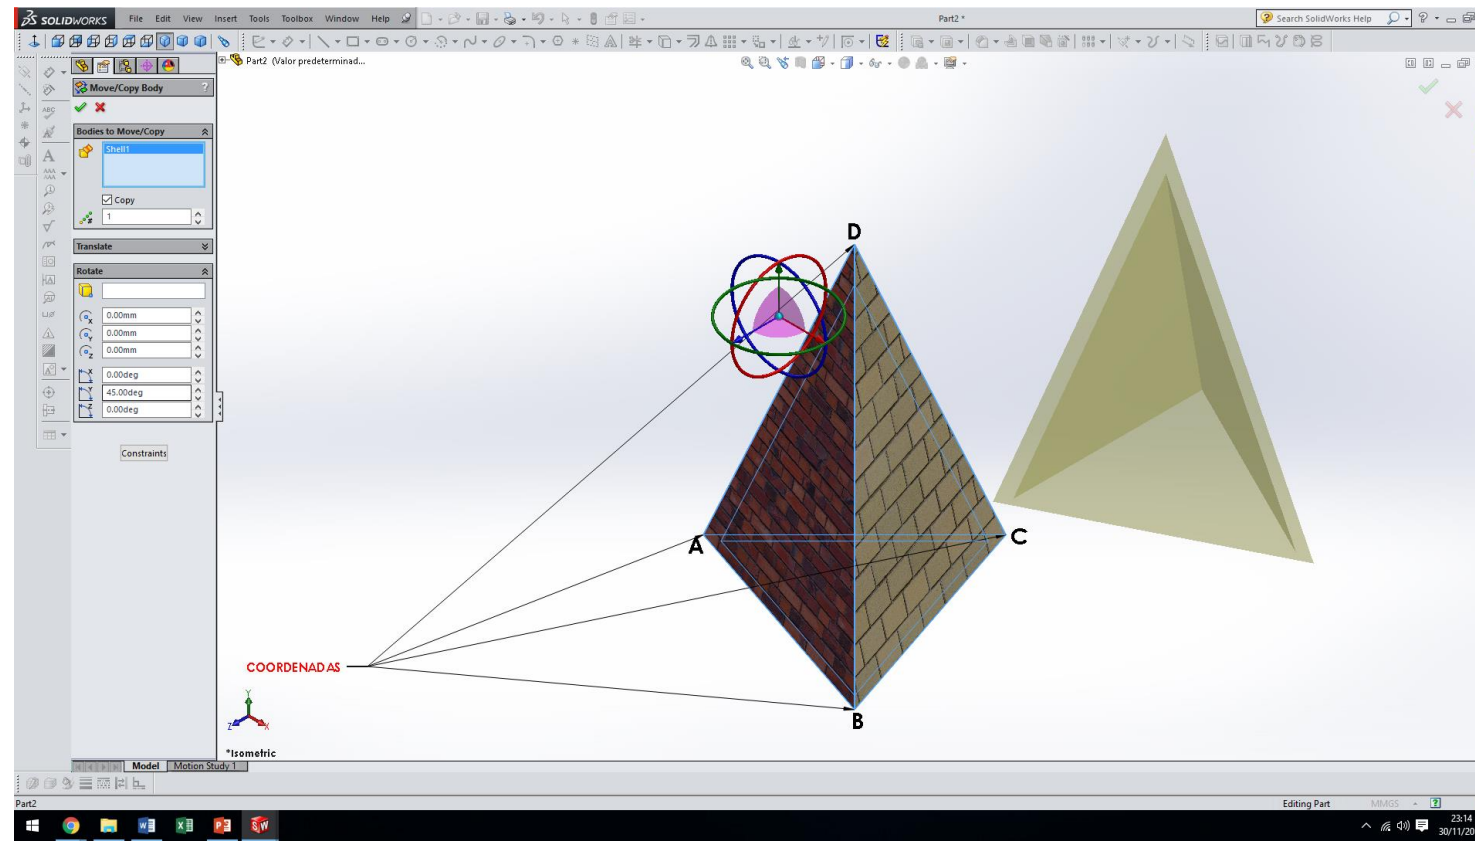 SOLIDWORKS File Edit View Insert Tools Toolbox Window Help Part2 * Search SolidWorks Help
Part2 (Valor predeterminad...
Move/Copy Body ?
Bodies to Move/Copy
Shell1
Copy
1
Translate
Rotate
0.00mm
0.00mm
0.00mm
0.00deg
45.00deg
0.00deg
Constraints
D
A
C
B
COORDENADAS
Y
Z X
*Isometric
Model Motion Study 1
Part2 Editing Part MMGS
23:14
30/11/20